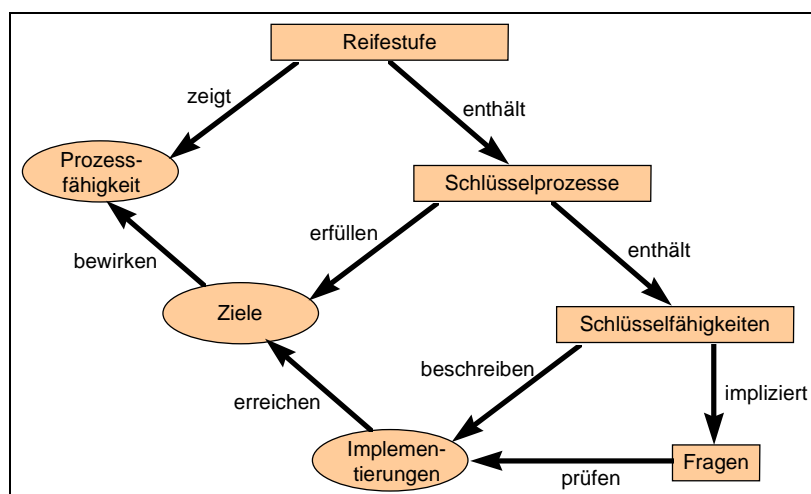 Reifestufe
zeigt
enthält
Prozess-
fähigkeit
Schlüsselprozesse
erfüllen
enthält
bewirken
Ziele
Schlüsselfähigkeiten
beschreiben
impliziert
erreichen
Implemen-
tierungen
prüfen
Fragen